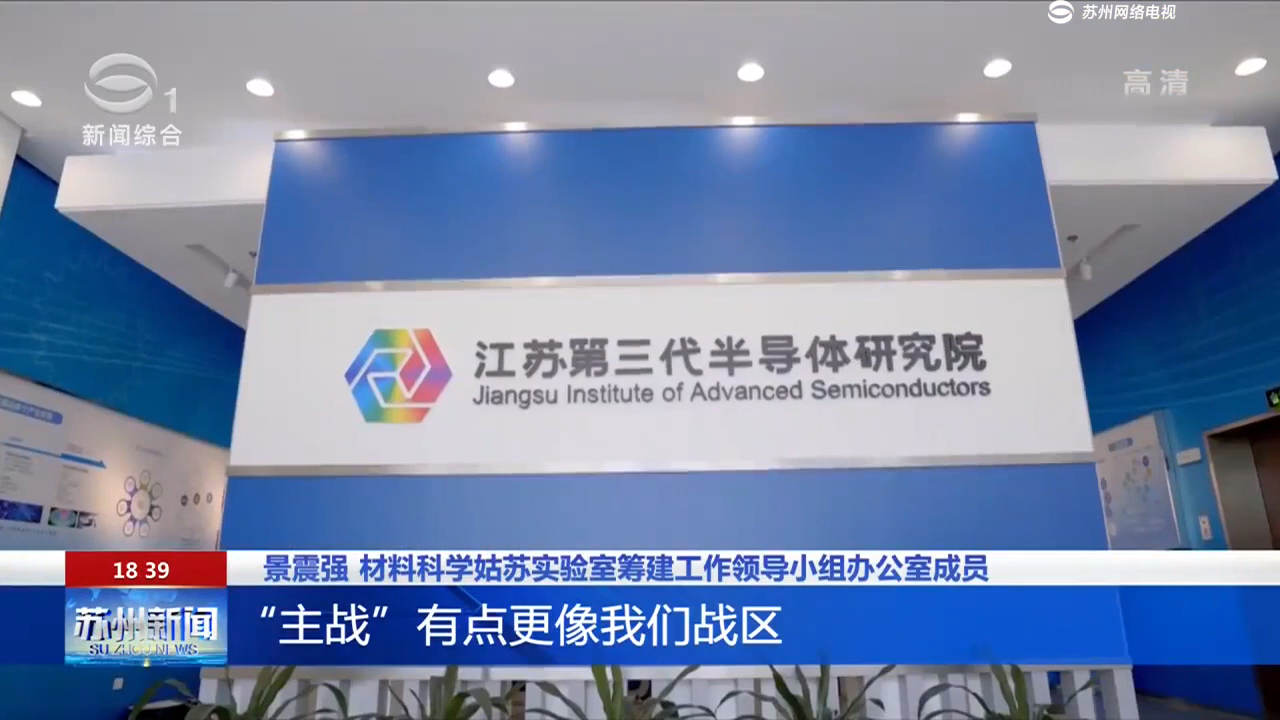 苏州网络电视
高清
1
新闻综合
江苏第三代半导体研究院
Jiangsu Institute of Advanced Semiconductors
18 39
景震强 材料科学姑苏实验室筹建工作领导小组办公室成员
苏州新闻
SU ZHOU NEWS
“主战”有点更像我们战区